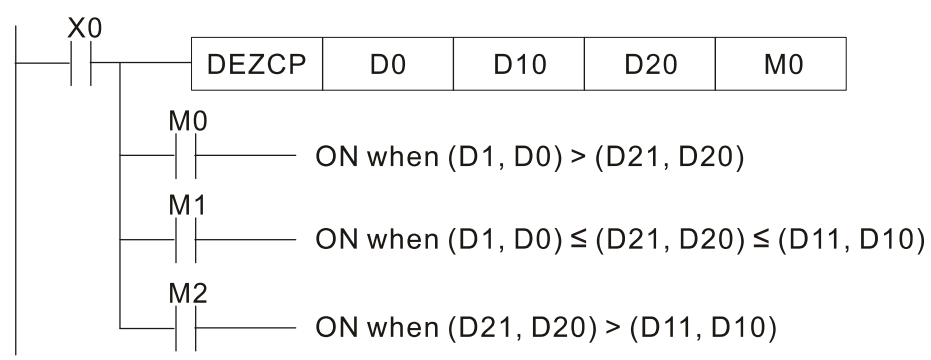 X0
DEZCP D0 D10 D20 M0
M0
ON when (D1, D0) > (D21, D20)
M1
ON when (D1, D0) ≤ (D21, D20) ≤ (D11, D10)
M2
ON when (D21, D20) > (D11, D10)